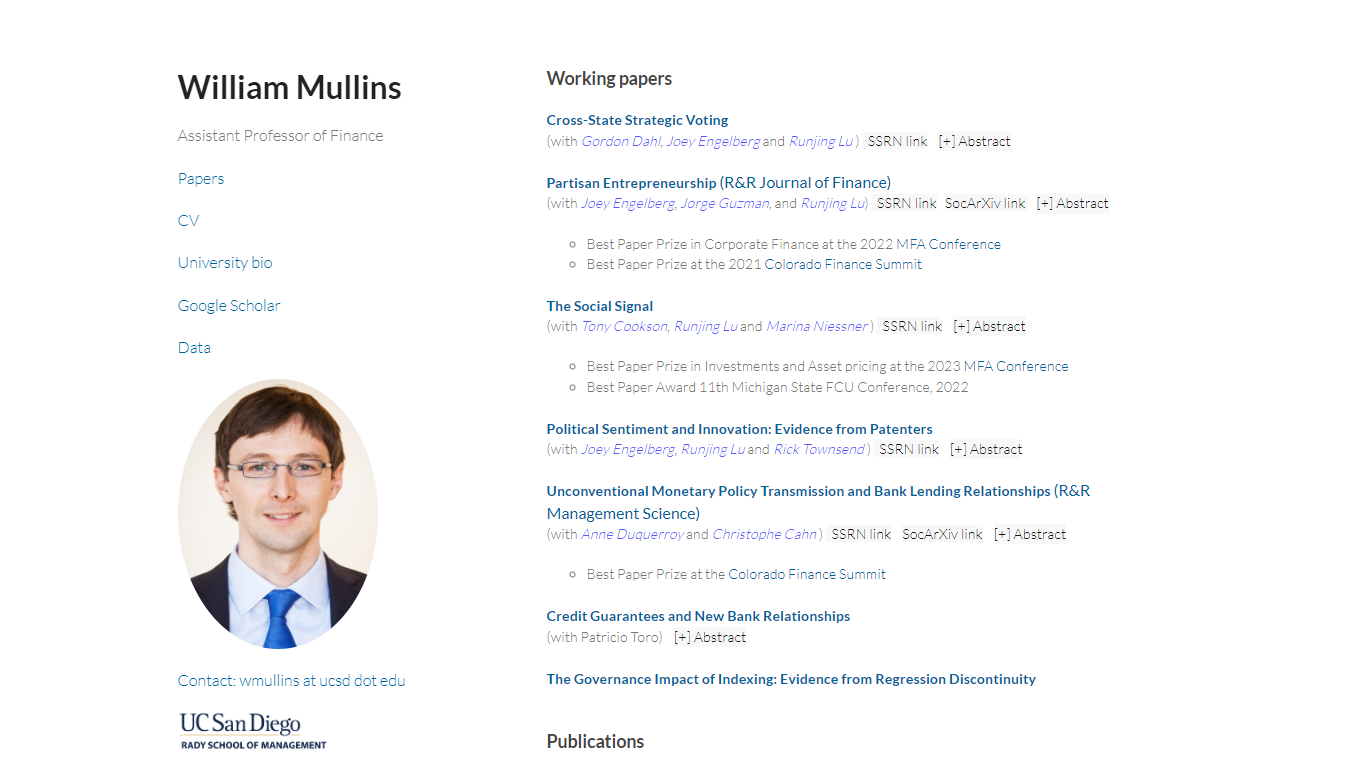 William Mullins
Assistant Professor of Finance
Papers
CV
University bio
Google Scholar
Data
Contact: wmullins at ucsd dot edu
UC San Diego
RADY SCHOOL OF MANAGEMENT
Working papers
Cross-State Strategic Voting
(with Gordon Dahl, Joey Engelberg and Runjing Lu ) SSRN link [+] Abstract
Partisan Entrepreneurship (R&R Journal of Finance)
(with Joey Engelberg, Jorge Guzman, and Runjing Lu) SSRN link SocArXiv link [+] Abstract
Best Paper Prize in Corporate Finance at the 2022 MFA Conference
Best Paper Prize at the 2021 Colorado Finance Summit
The Social Signal
(with Tony Cookson, Runjing Lu and Marina Niessner ) SSRN link [+] Abstract
Best Paper Prize in Investments and Asset pricing at the 2023 MFA Conference
Best Paper Award 11th Michigan State FCU Conference, 2022
Political Sentiment and Innovation: Evidence from Patenters
(with Joey Engelberg, Runjing Lu and Rick Townsend ) SSRN link [+] Abstract
Unconventional Monetary Policy Transmission and Bank Lending Relationships (R&R
Management Science)
(with Anne Duquerroy and Christophe Cahn ) SSRN link SocArXiv link [+] Abstract
Best Paper Prize at the Colorado Finance Summit
Credit Guarantees and New Bank Relationships
(with Patricio Toro) [+] Abstract
The Governance Impact of Indexing: Evidence from Regression Discontinuity
Publications